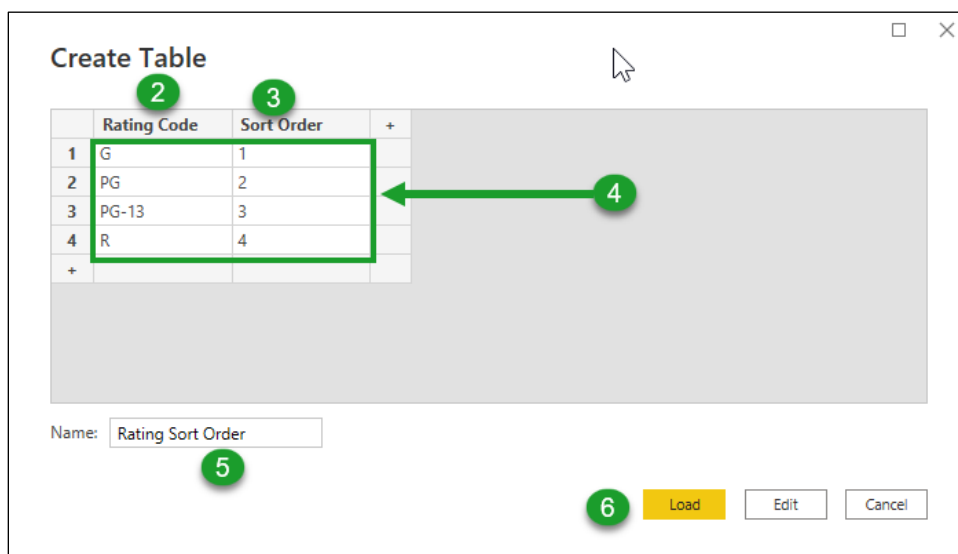 Create Table
2 3
Rating Code Sort Order +
1 G 1
2 PG 2
3 PG-13 3
4 R 4
+
4
Name: Rating Sort Order
5
6 Load Edit Cancel